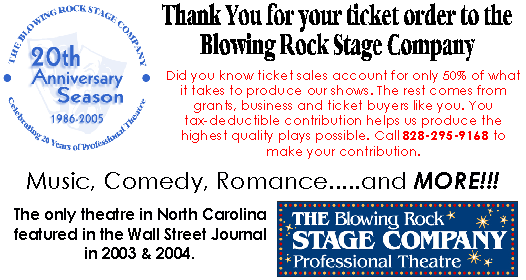 THE BLOWING ROCK STAGE COMPANY
20th
Anniversary
Season
1986-2005
Celebrating 20 Years of Professional Theatre
Thank You for your ticket order to the
Blowing Rock Stage Company
Did you know ticket sales account for only 50% of what
it takes to produce our shows. The rest comes from
grants, business and ticket buyers like you. You
tax-deductible contribution helps us produce the
highest quality plays possible. Call 828-295-9168 to
make your contribution.
Music, Comedy, Romance.....and MORE!!!
The only theatre in North Carolina
featured in the Wall Street Journal
in 2003 & 2004.
THE Blowing Rock
STAGE COMPANY
Professional Theatre